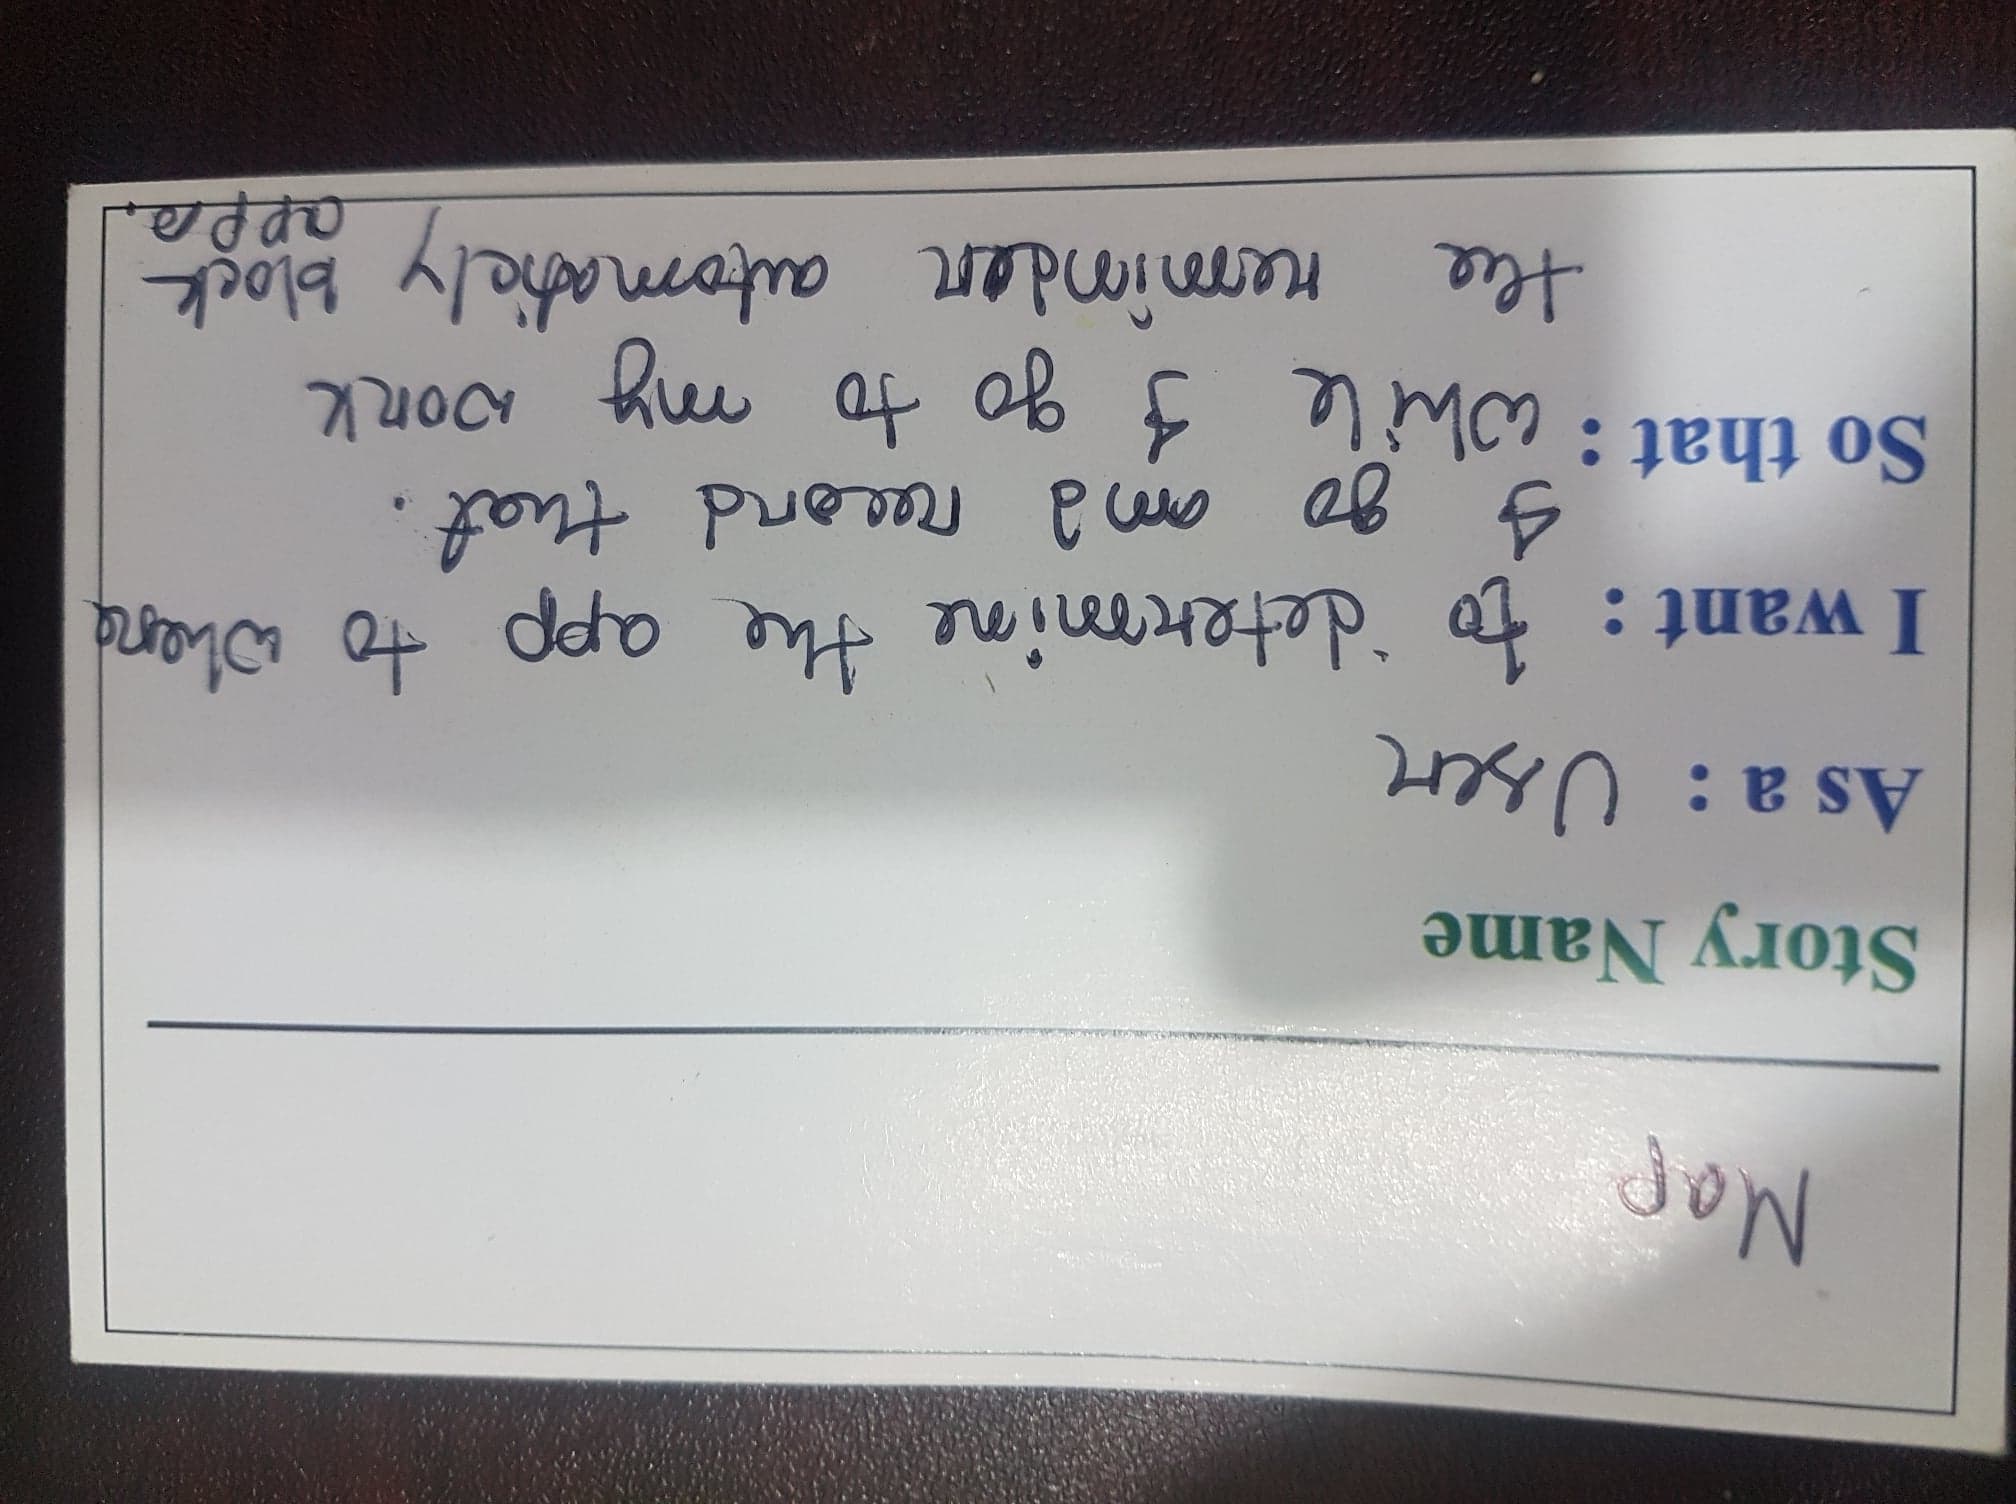 Map
Story Name
As a : User
I want : to determine the app to where
I go and record that.
So that : while I go to my work
the reminder automaticly block
apps.